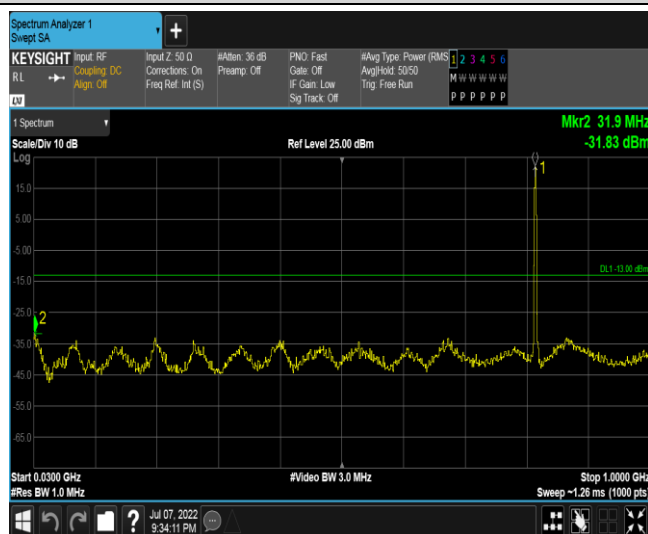 Spectrum Analyzer 1
Swept SA
+
KEYSIGHT Input: RF Input Z: 50 Ω #Atten: 36 dB PNO: Fast #Avg Type: Power (RMS 1 2 3 4 5 6
R L Coupling: DC Corrections: On Preamp: Off Gate: Off Avg|Hold: 50/50 M W W W W W
Align: Off Freq Ref: Int (S) IF Gain: Low Trig: Free Run
LXI Sig Track: Off P P P P P P
1 Spectrum Mkr2 31.9 MHz
Scale/Div 10 dB Ref Level 25.00 dBm -31.83 dBm
Log
1
15.0
5.00
-5.00
DL1 -13.00 dBm
-15.0
-25.0
2
-35.0
-45.0
-55.0
-65.0
Start 0.0300 GHz #Video BW 3.0 MHz Stop 1.0000 GHz
#Res BW 1.0 MHz Sweep ~1.26 ms (1000 pts)
? Jul 07, 2022
9:34:11 PM